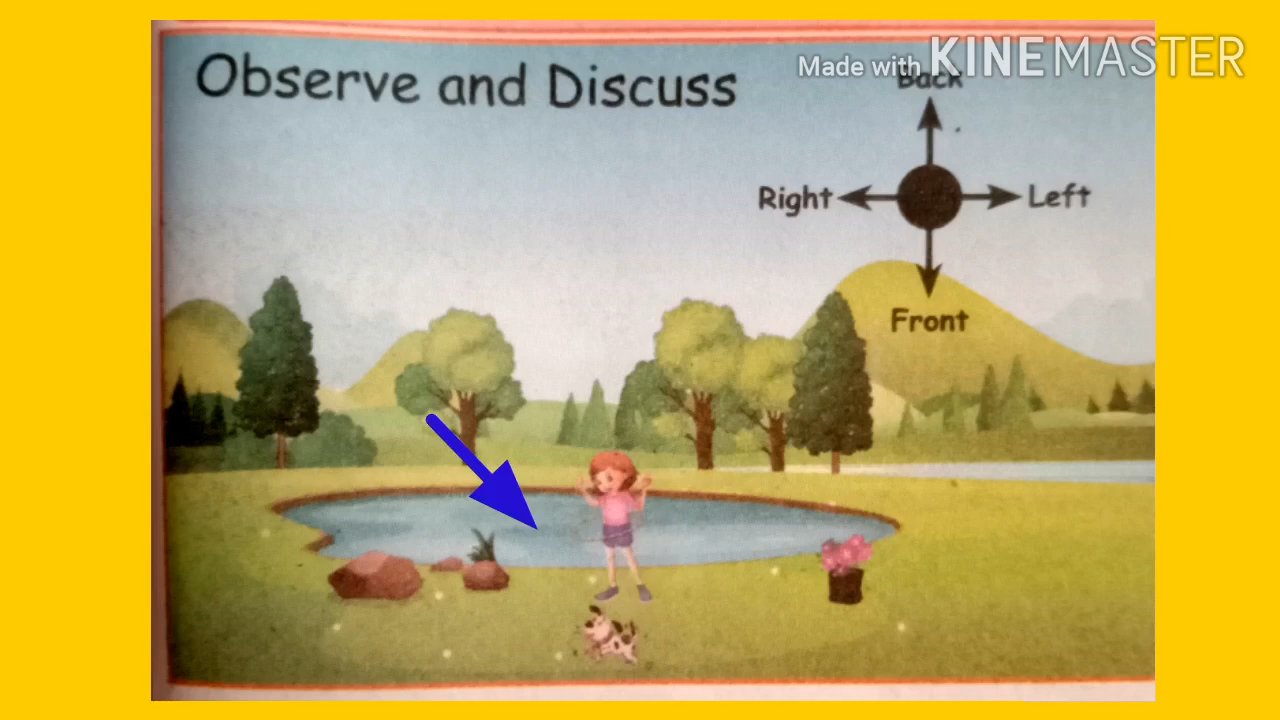 Observe and Discuss
Made with KINEMASTER
Back
Right
Left
Front